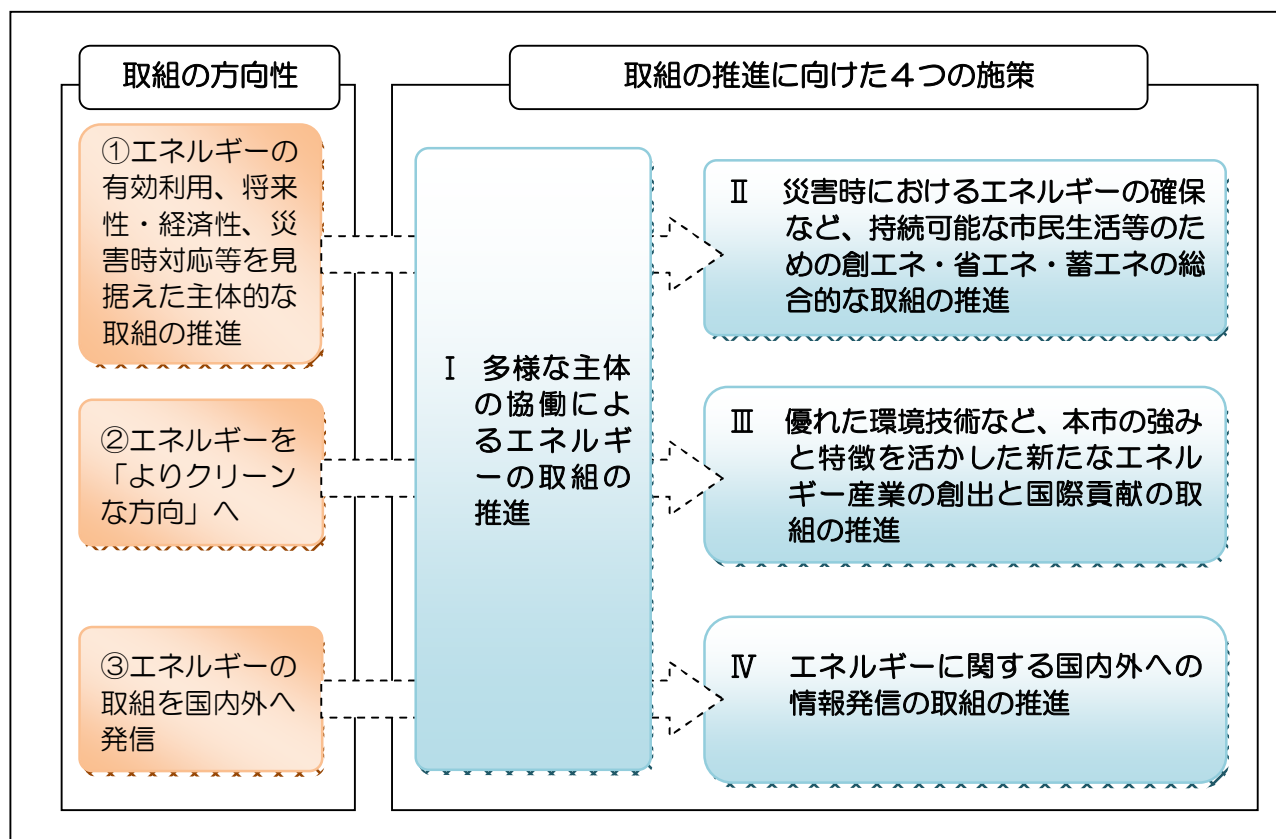 取組の方向性
①エネルギーの
有効利用、将来
性・経済性、災
害時対応等を見
据えた主体的な
取組の推進
②エネルギーを
「よりクリーン
な方向」へ
③エネルギーの
取組を国内外へ
発信
取組の推進に向けた４つの施策
Ⅰ 多様な主体
の協働によ
るエネルギ
ーの取組の
推進
Ⅱ 災害時におけるエネルギーの確保
など、持続可能な市民生活等のた
めの創エネ・省エネ・蓄エネの総
合的な取組の推進
Ⅲ 優れた環境技術など、本市の強み
と特徴を活かした新たなエネル
ギー産業の創出と国際貢献の取
組の推進
Ⅳ エネルギーに関する国内外への
情報発信の取組の推進